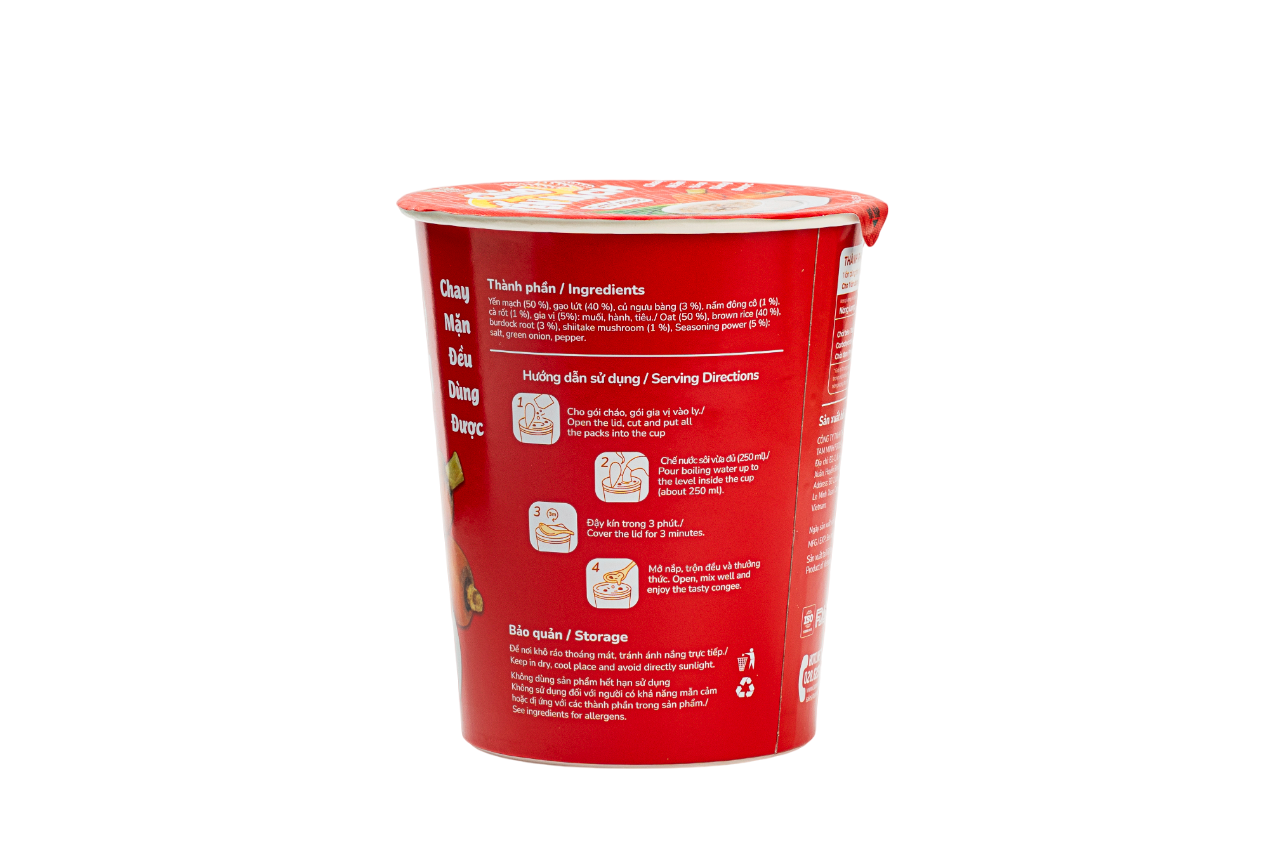 Chay
Mặn
Đều
Dùng
Được
Thành phần / Ingredients
Yến mạch (50 %), gạo lứt (40 %), củ ngưu bàng (3 %), nấm đông cô (1 %),
cà rốt (1 %), gia vị (5%): muối, hành, tiêu./ Oat (50 %), brown rice (40 %),
burdock root (3 %), shiitake mushroom (1 %), Seasoning power (5 %):
salt, green onion, pepper.
Hướng dẫn sử dụng / Serving Directions
1
Cho gói cháo, gói gia vị vào ly./
Open the lid, cut and put all
the packs into the cup
2
Chế nước sôi vừa đủ (250 ml)./
Pour boiling water up to
the level inside the cup
(about 250 ml).
3
3m
Đậy kín trong 3 phút./
Cover the lid for 3 minutes.
4
Mở nắp, trộn đều và thưởng
thức. Open, mix well and
enjoy the tasty congee.
Bảo quản / Storage
Để nơi khô ráo thoáng mát, tránh ánh nắng trực tiếp./
Keep in dry, cool place and avoid directly sunlight.
Không dùng sản phẩm hết hạn sử dụng
Không sử dụng đối với người có khả năng mẫn cảm
hoặc dị ứng với các thành phần trong sản phẩm./
See ingredients for allergens.
Sản xuất
Vietnam
ISO